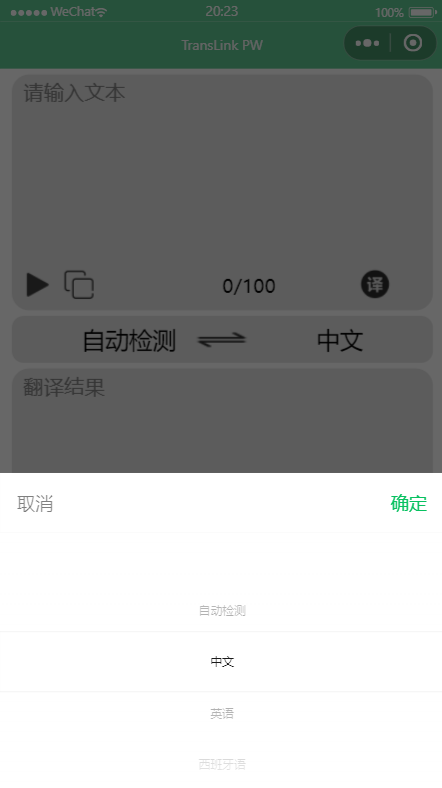 WeChat 20:23 100%
TransLink PW
请输入文本
0/100 译
自动检测 中文
翻译结果
取消 确定
自动检测
中文
英语
西班牙语